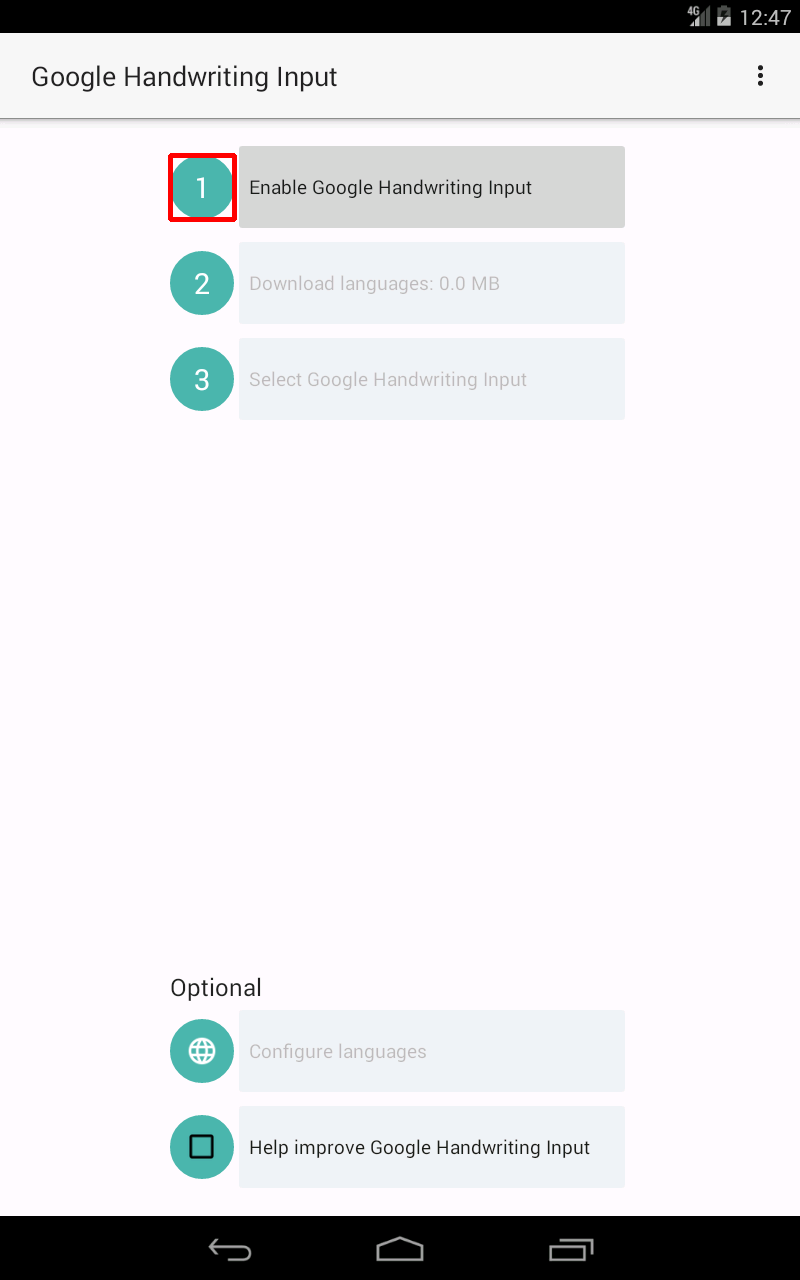 4G 12:47
Google Handwriting Input
1 Enable Google Handwriting Input
2 Download languages: 0.0 MB
3 Select Google Handwriting Input
Optional
Configure languages
Help improve Google Handwriting Input